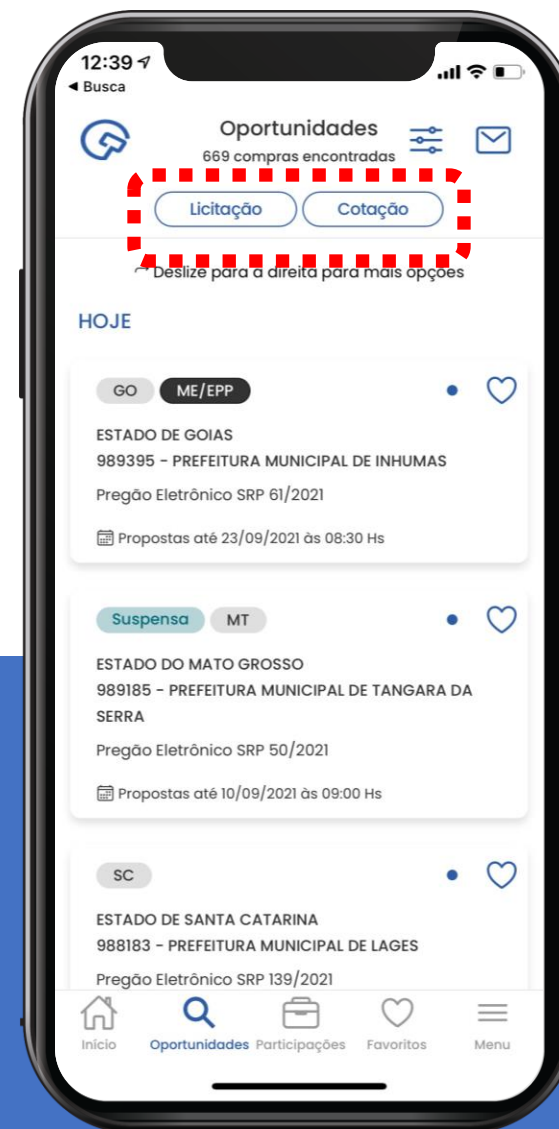 12:39
◀ Busca
Oportunidades
669 compras encontradas
Licitação Cotação
Deslize para a direita para mais opções
HOJE
GO ME/EPP
ESTADO DE GOIAS
989395 - PREFEITURA MUNICIPAL DE INHUMAS
Pregão Eletrônico SRP 61/2021
Propostas até 23/09/2021 às 08:30 Hs
Suspensa MT
ESTADO DO MATO GROSSO
989185 - PREFEITURA MUNICIPAL DE TANGARA DA
SERRA
Pregão Eletrônico SRP 50/2021
Propostas até 10/09/2021 às 09:00 Hs
SC
ESTADO DE SANTA CATARINA
988183 - PREFEITURA MUNICIPAL DE LAGES
Pregão Eletrônico SRP 139/2021
Início Oportunidades Participações Favoritos Menu